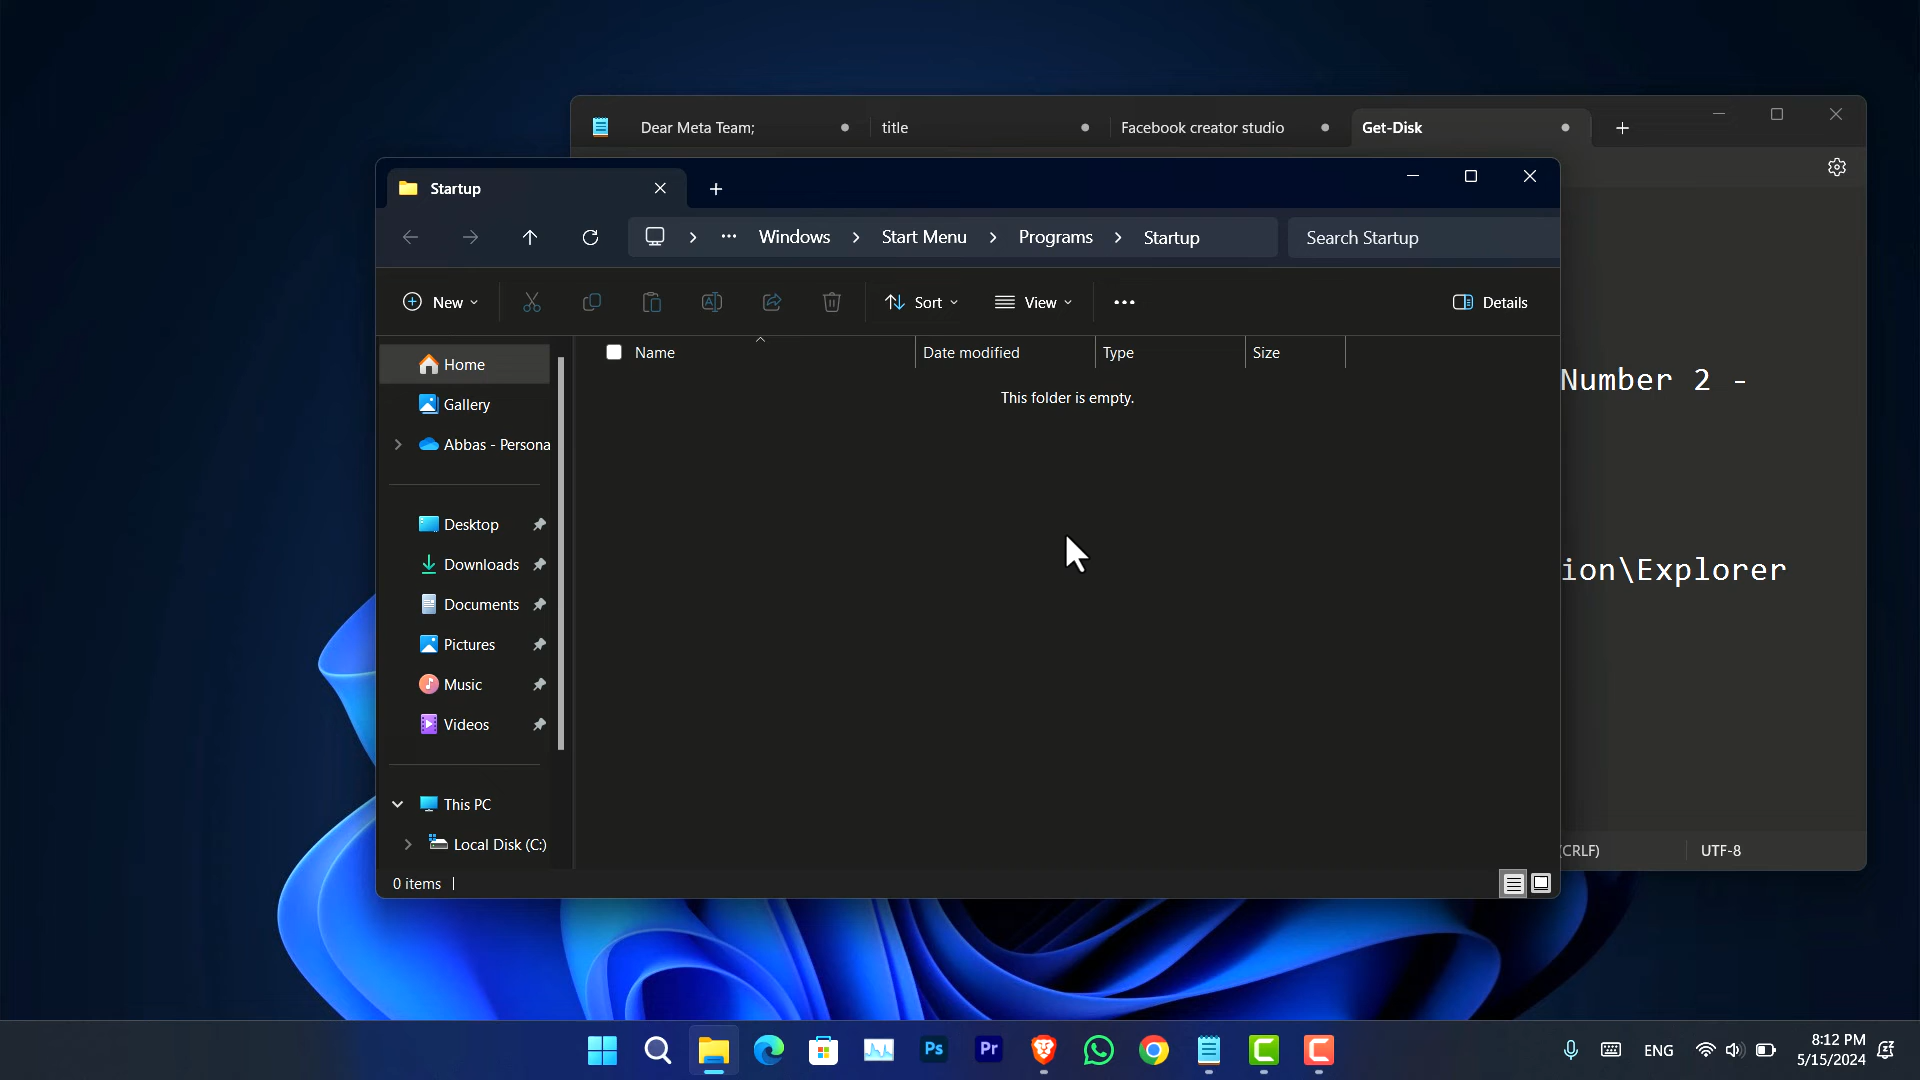 Dear Meta Team;
title
Facebook creator studio
Get-Disk
Startup
Windows
Start Menu
Programs
Startup
Search Startup
New
Sort
View
Details
Name
Date modified
Type
Size
This folder is empty.
Home
Gallery
Abbas - Persona
Desktop
Downloads
Documents
Pictures
Music
Videos
This PC
Local Disk (C:)
0 items
Number 2 -
ion\Explorer
(CRLF)
UTF-8
Ps
Pr
ENG
8:12 PM
5/15/2024